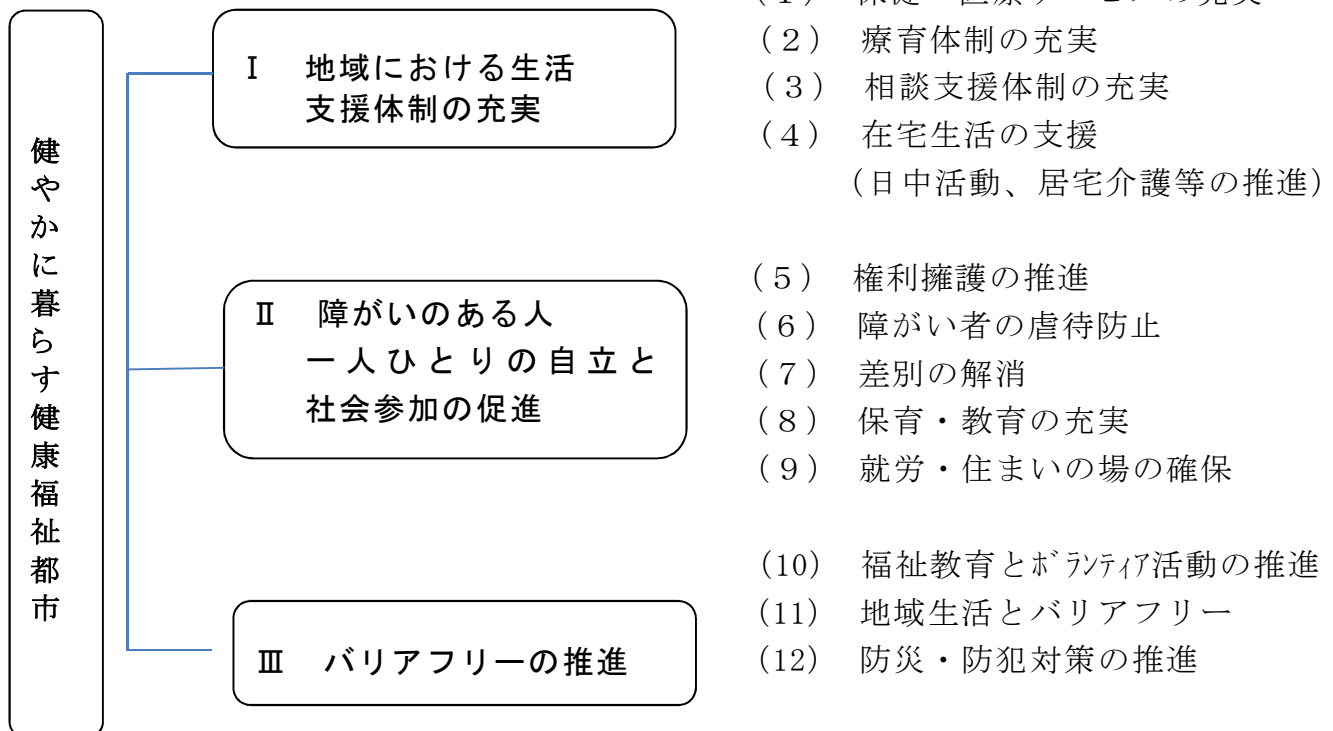 健やかに暮らす健康福祉都市
Ⅰ 地域における生活
支援体制の充実
(2) 療育体制の充実
(3) 相談支援体制の充実
(4) 在宅生活の支援
(日中活動、居宅介護等の推進)
Ⅱ 障がいのある人
一人ひとりの自立と
社会参加の促進
(5) 権利擁護の推進
(6) 障がい者の虐待防止
(7) 差別の解消
(8) 保育・教育の充実
(9) 就労・住まいの場の確保
Ⅲ バリアフリーの推進
(10) 福祉教育とボランティア活動の推進
(11) 地域生活とバリアフリー
(12) 防災・防犯対策の推進